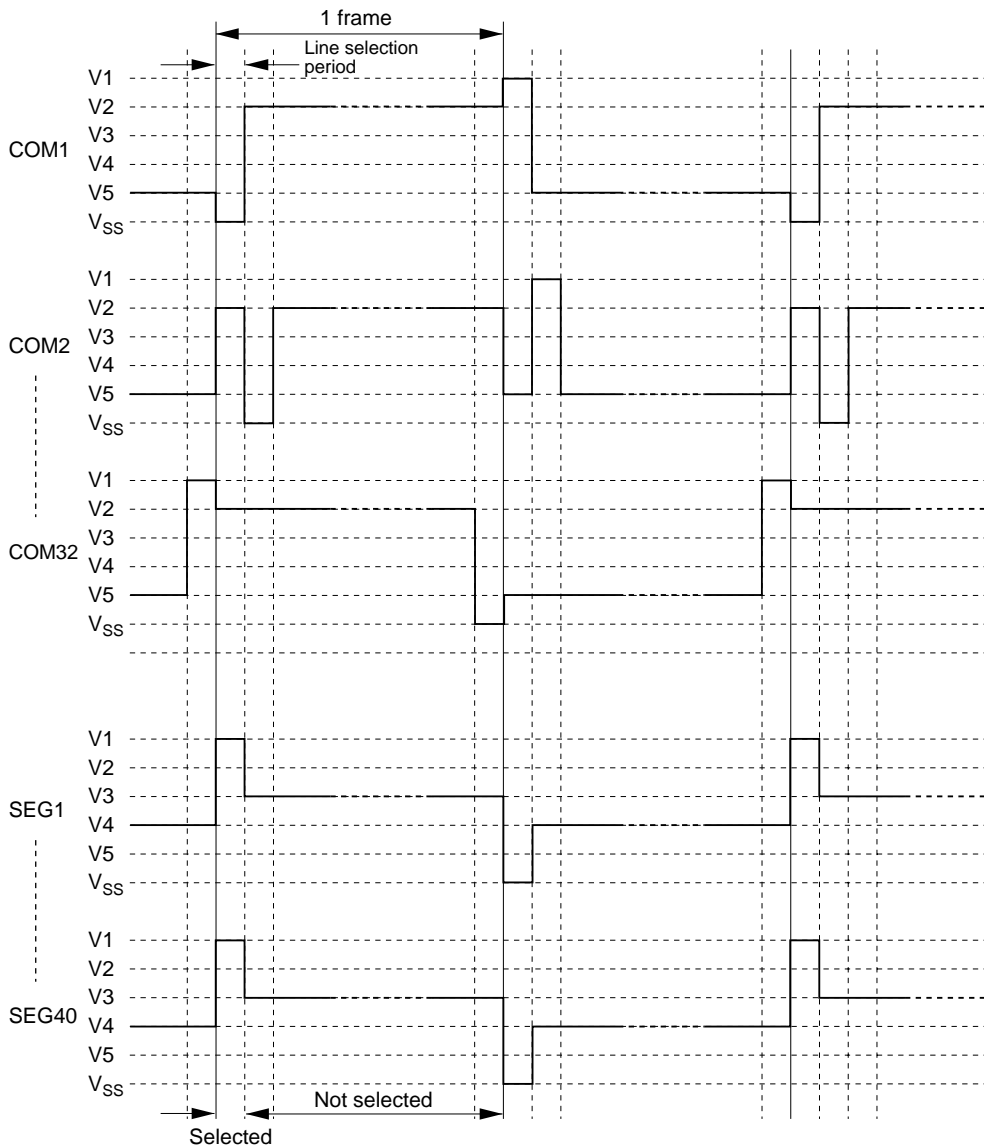 1 frame
Line selection
period
V1
V2
V3
COM1
V4
V5
VSS
V1
V2
V3
COM2
V4
V5
VSS
V1
V2
V3
COM32
V4
V5
VSS
V1
V2
V3
SEG1
V4
V5
VSS
V1
V2
V3
SEG40
V4
V5
VSS
Not selected
Selected